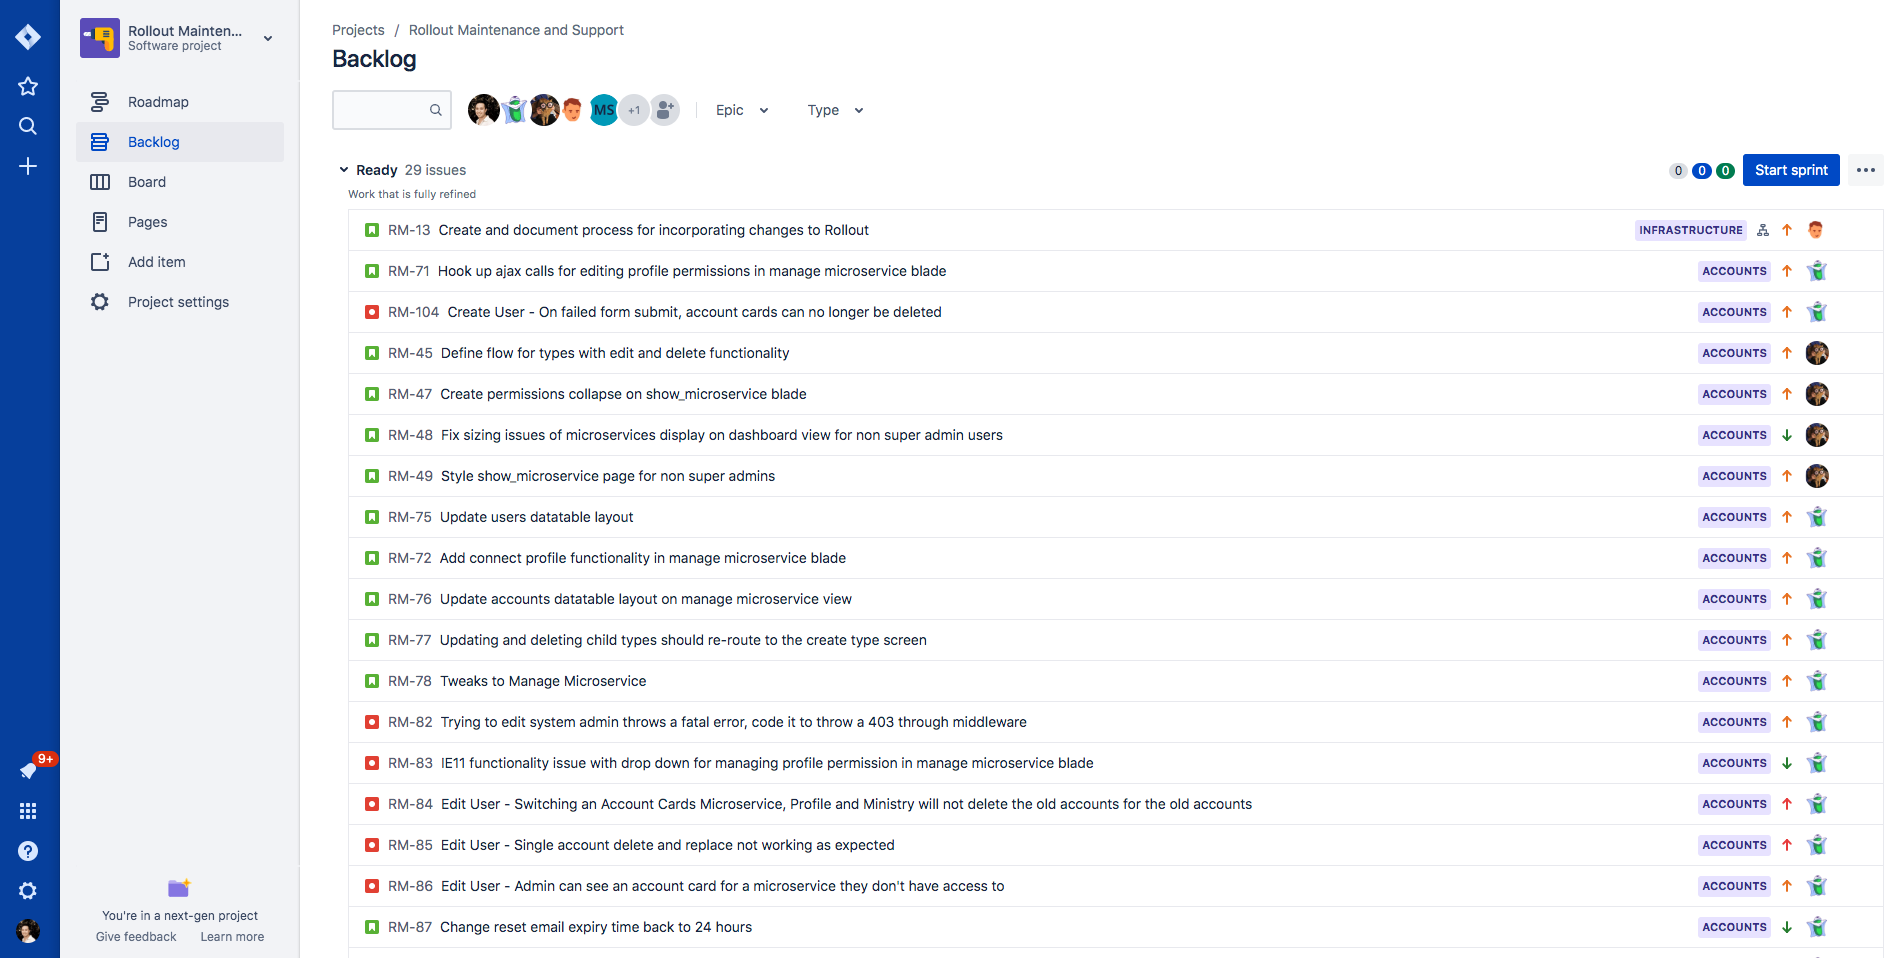 Rollout Mainten...
Software project
Roadmap
Backlog
Board
Pages
Add item
Project settings
9+
You're in a next-gen project
Give feedback Learn more
Projects / Rollout Maintenance and Support
Backlog
MS +1 Epic Type
Ready 29 issues 0 0 0 Start sprint
Work that is fully refined
RM-13 Create and document process for incorporating changes to Rollout INFRASTRUCTURE
RM-71 Hook up ajax calls for editing profile permissions in manage microservice blade ACCOUNTS
RM-104 Create User - On failed form submit, account cards can no longer be deleted ACCOUNTS
RM-45 Define flow for types with edit and delete functionality ACCOUNTS
RM-47 Create permissions collapse on show_microservice blade ACCOUNTS
RM-48 Fix sizing issues of microservices display on dashboard view for non super admin users ACCOUNTS
RM-49 Style show_microservice page for non super admins ACCOUNTS
RM-75 Update users datatable layout ACCOUNTS
RM-72 Add connect profile functionality in manage microservice blade ACCOUNTS
RM-76 Update accounts datatable layout on manage microservice view ACCOUNTS
RM-77 Updating and deleting child types should re-route to the create type screen ACCOUNTS
RM-78 Tweaks to Manage Microservice ACCOUNTS
RM-82 Trying to edit system admin throws a fatal error, code it to throw a 403 through middleware ACCOUNTS
RM-83 IE11 functionality issue with drop down for managing profile permission in manage microservice blade ACCOUNTS
RM-84 Edit User - Switching an Account Cards Microservice, Profile and Ministry will not delete the old accounts for the old accounts ACCOUNTS
RM-85 Edit User - Single account delete and replace not working as expected ACCOUNTS
RM-86 Edit User - Admin can see an account card for a microservice they don't have access to ACCOUNTS
RM-87 Change reset email expiry time back to 24 hours ACCOUNTS